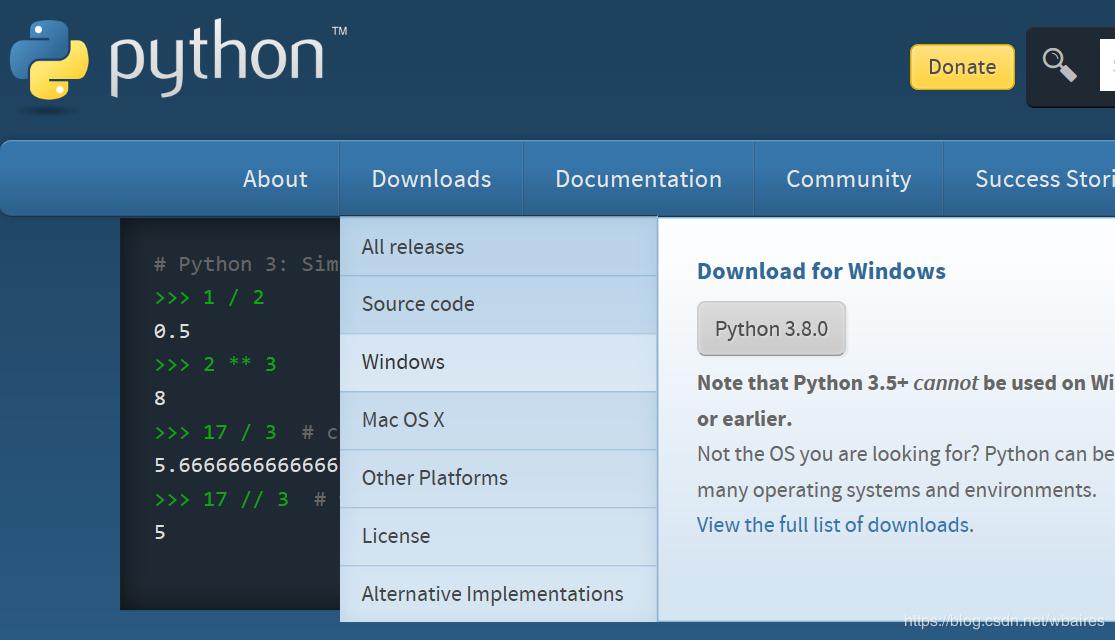 python™
Donate
About
Downloads
Documentation
Community
Success Stori
# Python 3: Sim
>>> 1 / 2
0.5
>>> 2 ** 3
8
>>> 17 / 3 # c
5.6666666666666
>>> 17 // 3 #
5
All releases
Source code
Windows
Mac OS X
Other Platforms
License
Alternative Implementations
Download for Windows
Python 3.8.0
Note that Python 3.5+ cannot be used on Wi
or earlier.
Not the OS you are looking for? Python can be
many operating systems and environments.
View the full list of downloads.
https://blog.csdn.net/wbaires